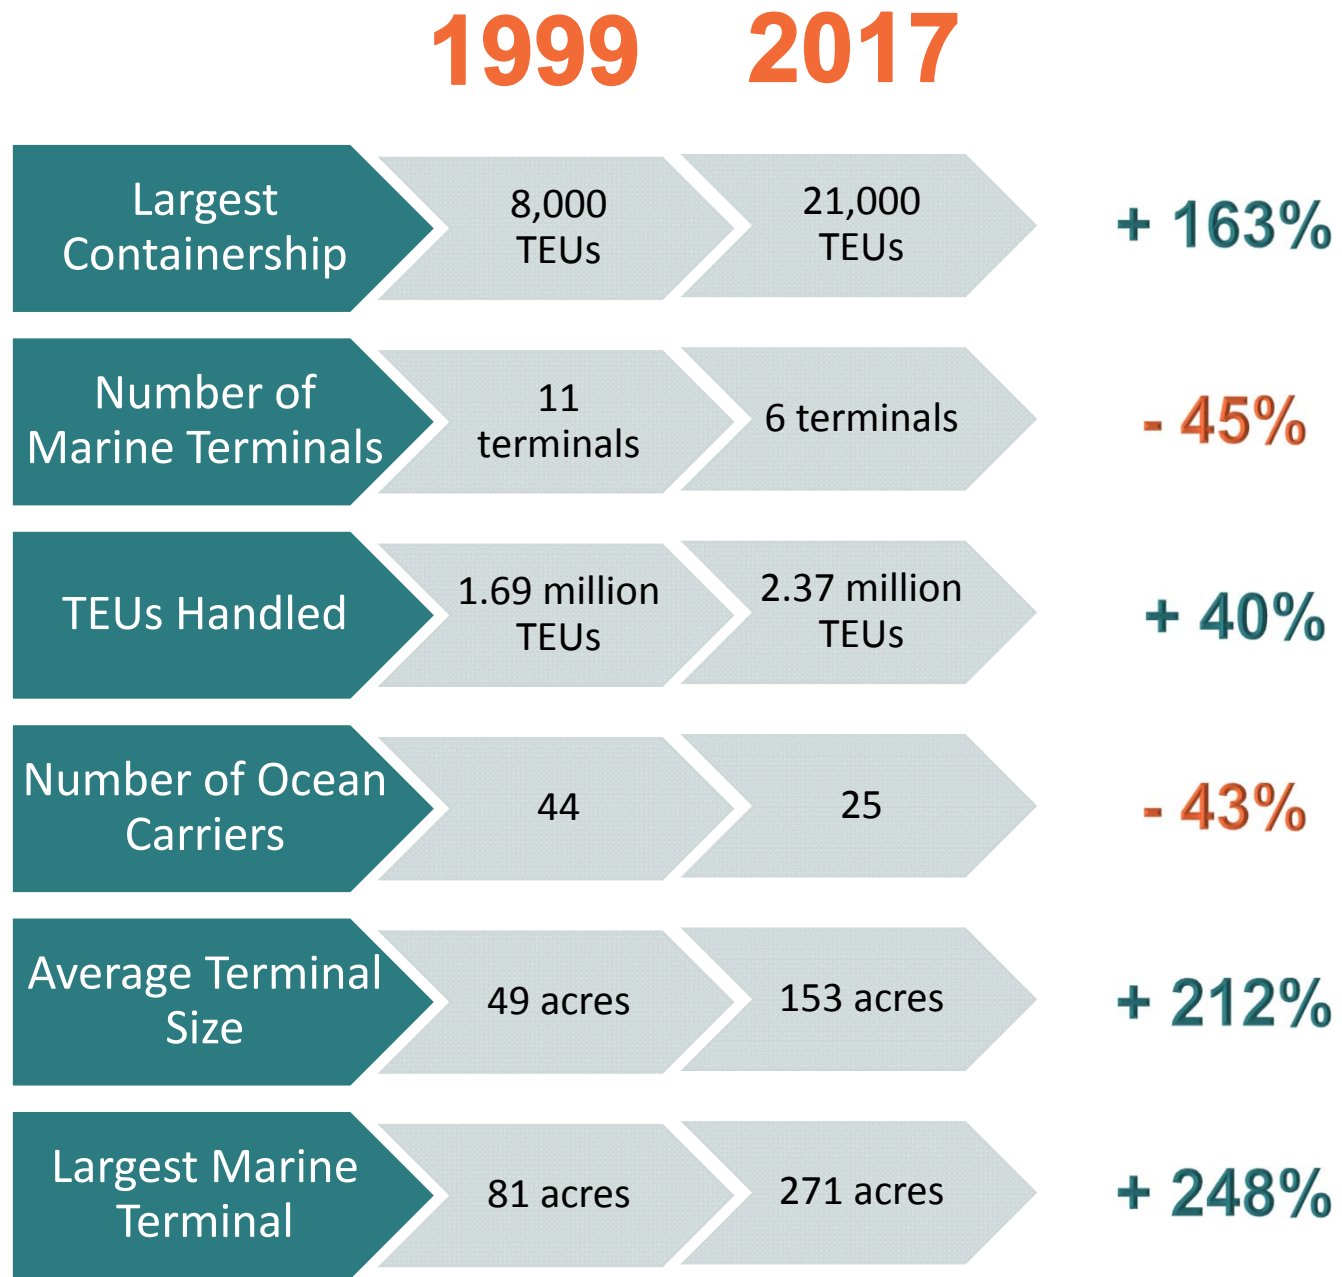 1999 2017
Largest
Containership
8,000
TEUs
21,000
TEUs
+ 163%
Number of
Marine Terminals
11
terminals
6 terminals
- 45%
TEUs Handled
1.69 million
TEUs
2.37 million
TEUs
+ 40%
Number of Ocean
Carriers
44
25
- 43%
Average Terminal
Size
49 acres
153 acres
+ 212%
Largest Marine
Terminal
81 acres
271 acres
+ 248%